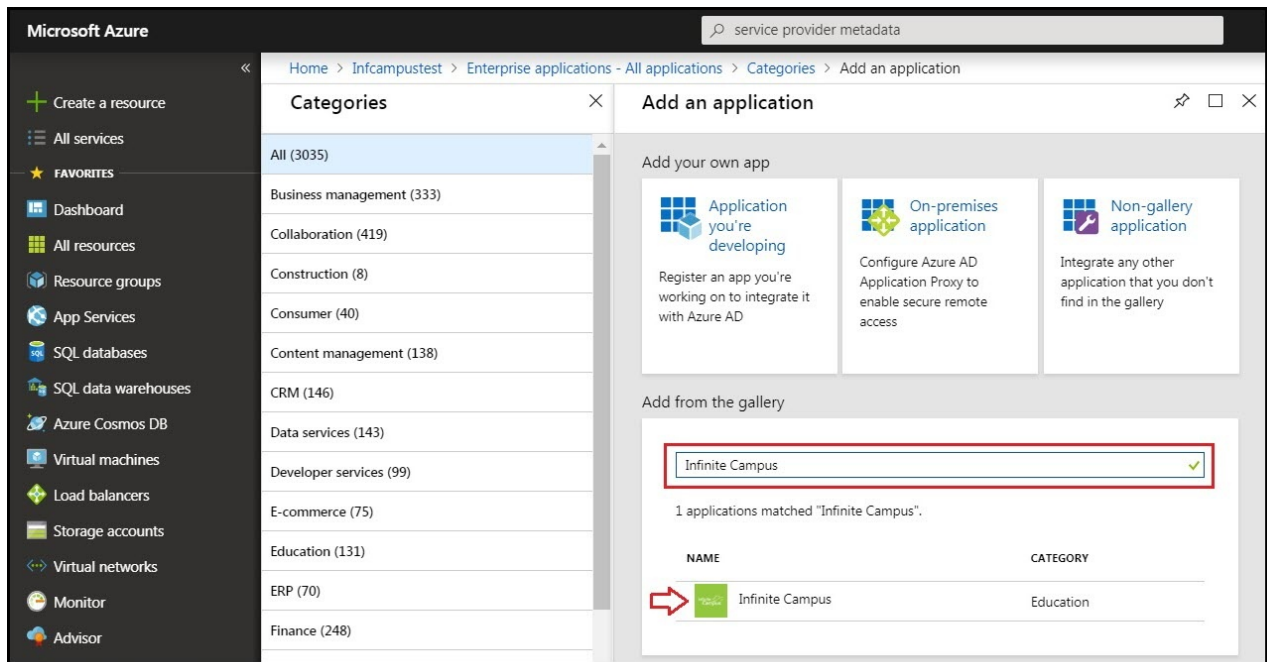 Microsoft Azure
service provider metadata
«
Home > Infcampustest > Enterprise applications - All applications > Categories > Add an application
Create a resource
All services
FAVORITES
Dashboard
All resources
Resource groups
App Services
SQL databases
SQL data warehouses
Azure Cosmos DB
Virtual machines
Load balancers
Storage accounts
Virtual networks
Monitor
Advisor
Categories
All (3035)
Business management (333)
Collaboration (419)
Construction (8)
Consumer (40)
Content management (138)
CRM (146)
Data services (143)
Developer services (99)
E-commerce (75)
Education (131)
ERP (70)
Finance (248)
Add an application
Add your own app
Application
you're
developing
Register an app you're
working on to integrate it
with Azure AD
On-premises
application
Configure Azure AD
Application Proxy to
enable secure remote
access
Non-gallery
application
Integrate any other
application that you don't
find in the gallery
Add from the gallery
Infinite Campus
1 applications matched "Infinite Campus".
NAME CATEGORY
Infinite Campus Education